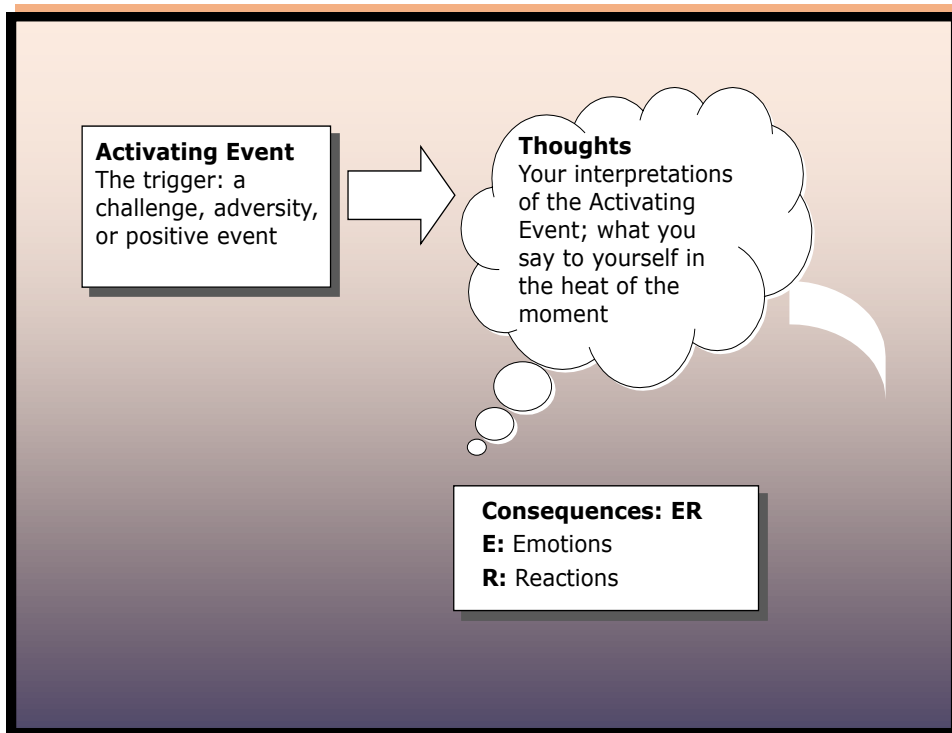 Activating Event
The trigger: a
challenge, adversity,
or positive event
Thoughts
Your interpretations
of the Activating
Event; what you
say to yourself in
the heat of the
moment
Consequences: ER
E: Emotions
R: Reactions